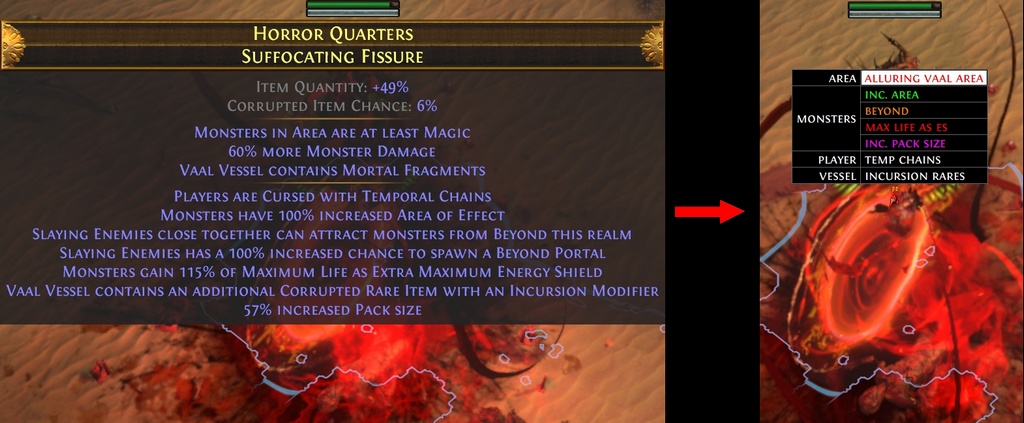 Horror Quarters
Suffocating Fissure
Item Quantity: +49%
Corrupted Item Chance: 6%
Monsters in Area are at least Magic
60% more Monster Damage
Vaal Vessel contains Mortal Fragments
Players are Cursed with Temporal Chains
Monsters have 100% increased Area of Effect
Slaying Enemies close together can attract monsters from Beyond this realm
Slaying Enemies has a 100% increased chance to spawn a Beyond Portal
Monsters gain 115% of Maximum Life as Extra Maximum Energy Shield
Vaal Vessel contains an additional Corrupted Rare Item with an Incursion Modifier
57% increased Pack size
AREA ALLURING VAAL AREA
MONSTERS INC. AREA
BEYOND
MAX LIFE AS ES
INC. PACK SIZE
PLAYER TEMP CHAINS
VESSEL INCURSION RARES